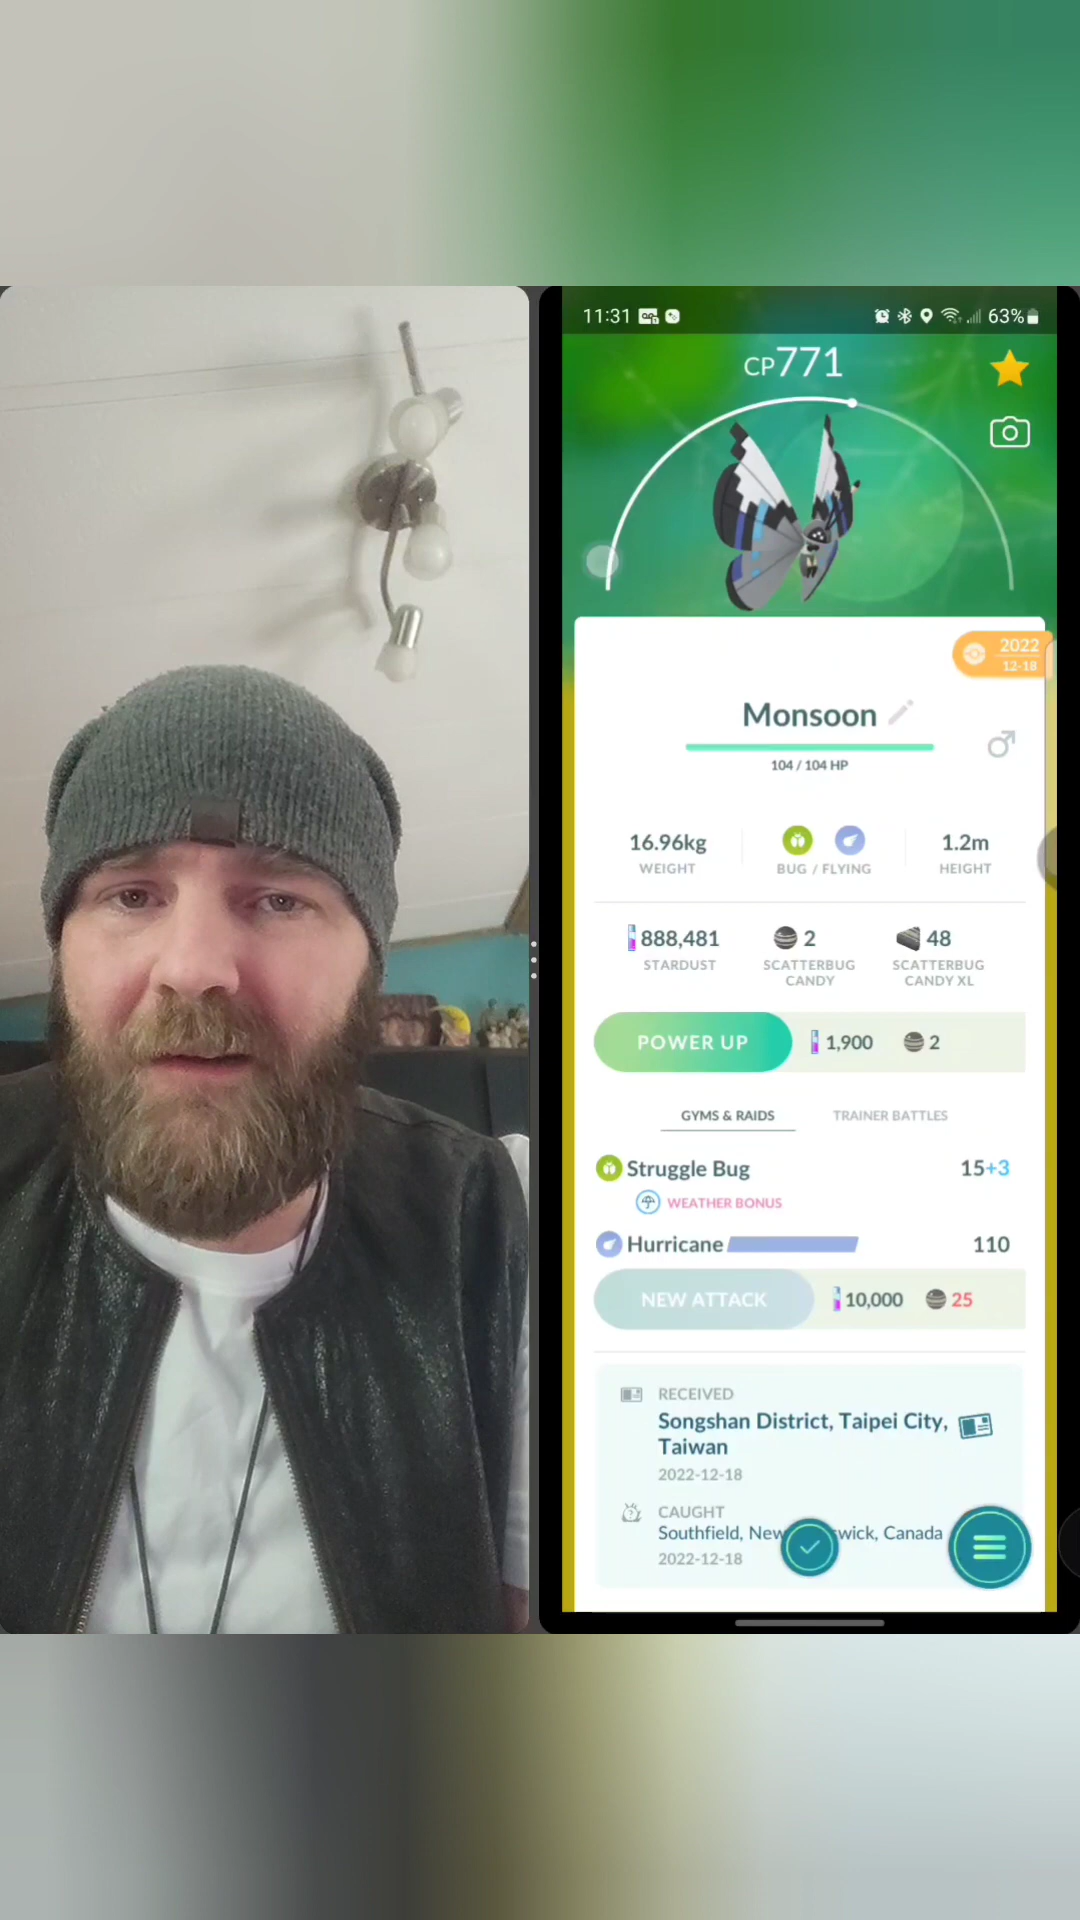 11:31 63%
CP771
2022
12-18
Monsoon
104 / 104 HP
16.96kg
WEIGHT
BUG / FLYING
1.2m
HEIGHT
888,481
STARDUST
2
SCATTERBUG
CANDY
48
SCATTERBUG
CANDY XL
POWER UP 1,900 2
GYMS & RAIDS TRAINER BATTLES
Struggle Bug 15+3
WEATHER BONUS
Hurricane 110
NEW ATTACK 10,000 25
RECEIVED
Songshan District, Taipei City,
Taiwan
2022-12-18
CAUGHT
Southfield, New wick, Canada
2022-12-18